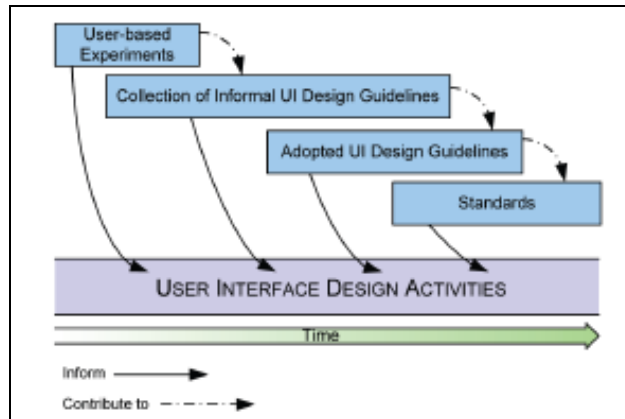 User-based
Experiments
Collection of Informal UI Design Guidelines
Adopted UI Design Guidelines
Standards
USER INTERFACE DESIGN ACTIVITIES
Time
Inform
Contribute to